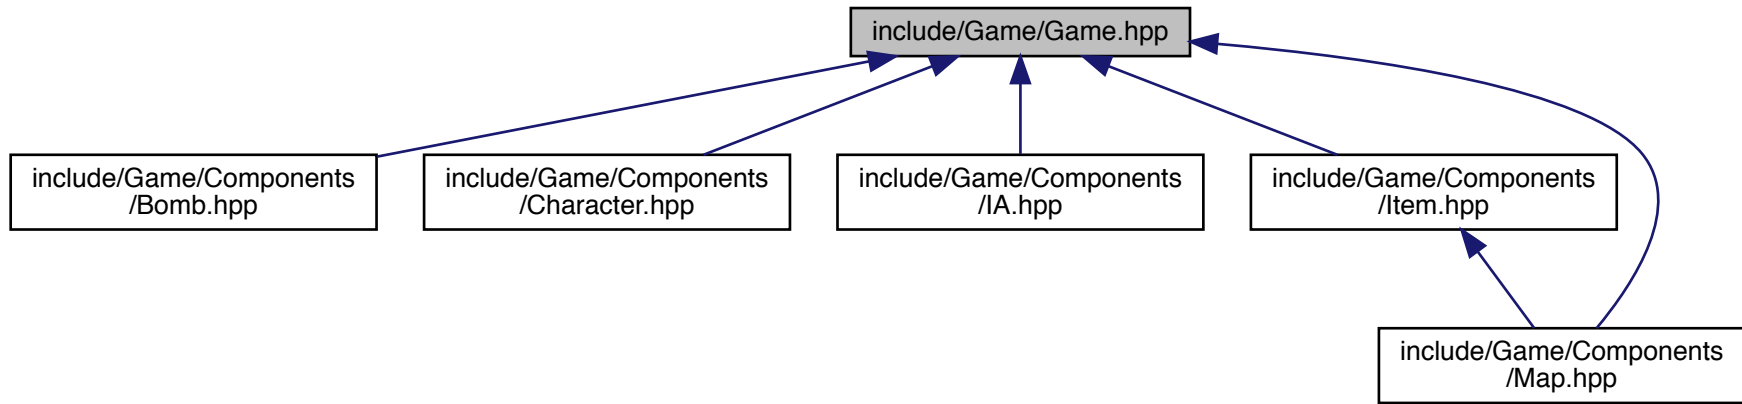 include/Game/Game.hpp
include/Game/Components
/Bomb.hpp
include/Game/Components
/Character.hpp
include/Game/Components
/IA.hpp
include/Game/Components
/Item.hpp
include/Game/Components
/Map.hpp